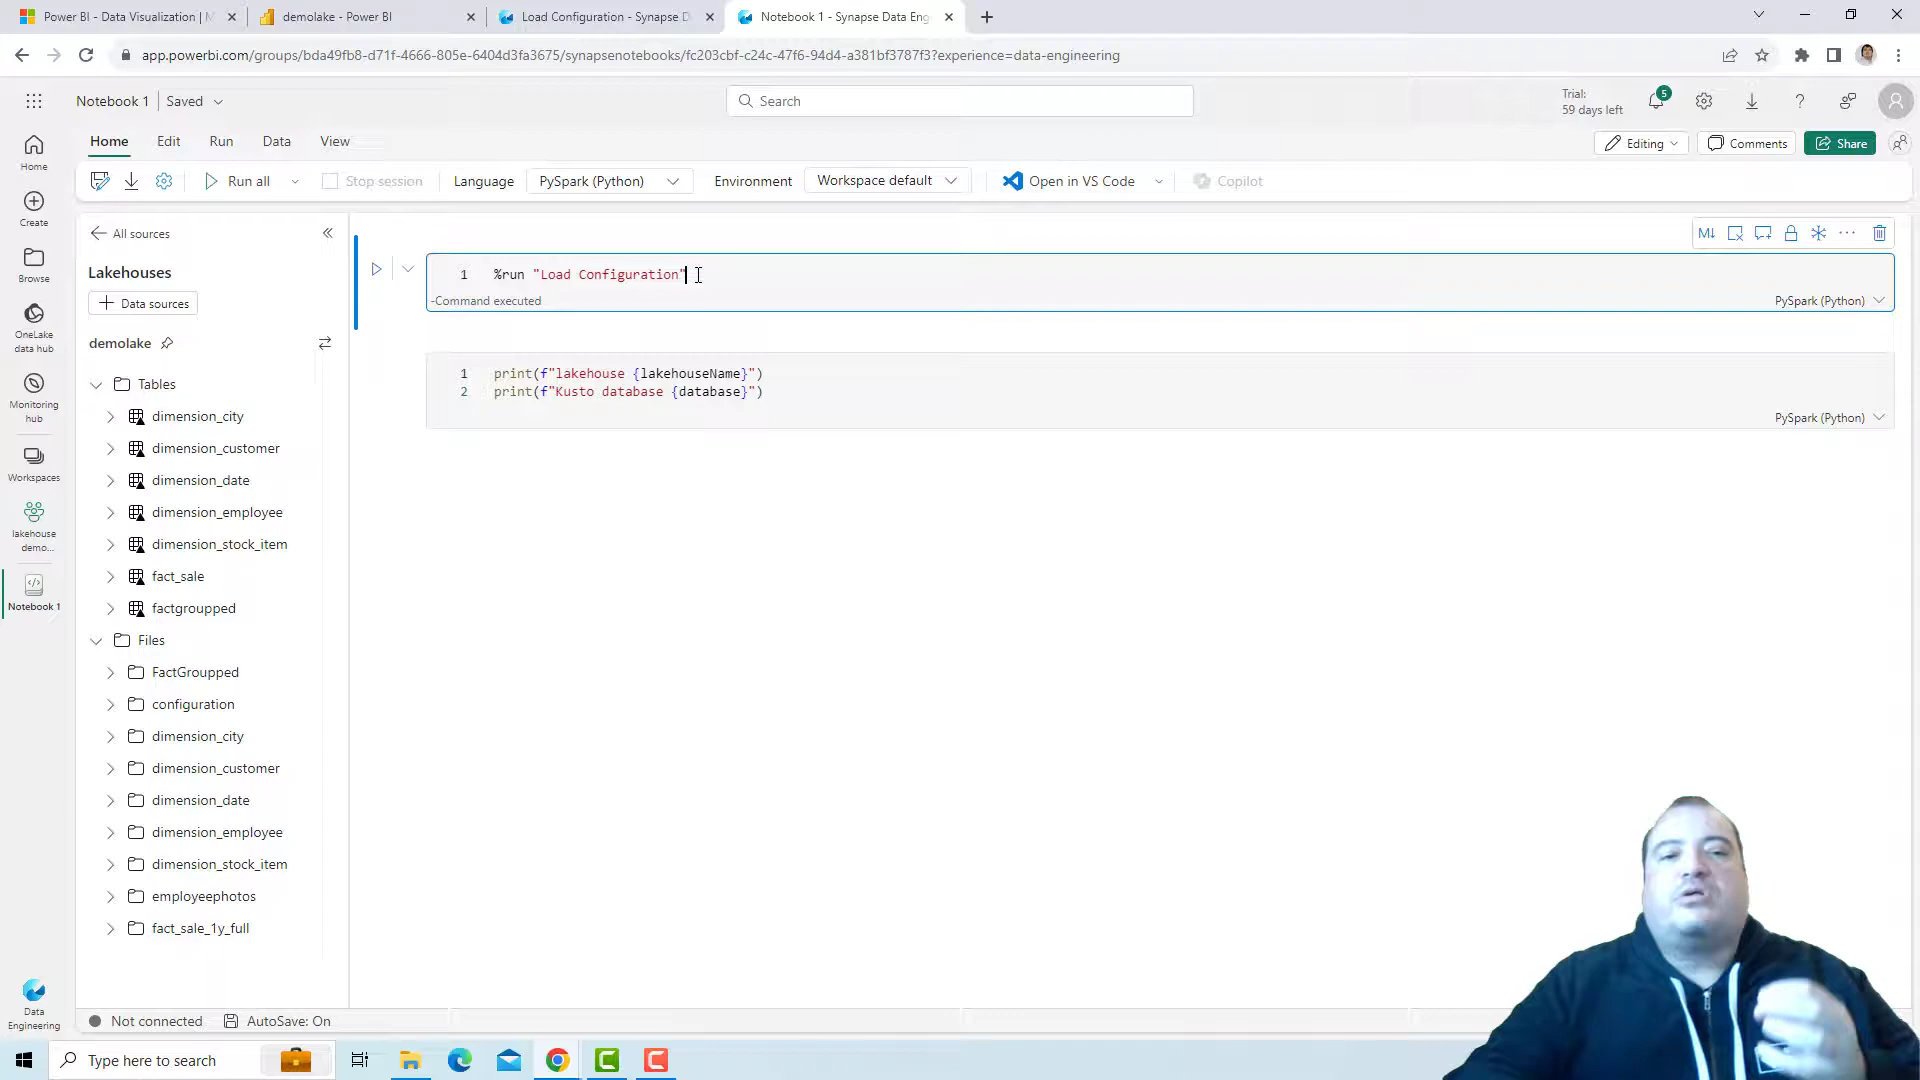 Power BI - Data Visualization | M
demolake - Power BI
Load Configuration - Synapse D
Notebook 1 - Synapse Data Eng
app.powerbi.com/groups/bda49fb8-d71f-4666-805e-6404d3fa3675/synapsenotebooks/fc203cbf-c24c-47f6-94d4-a381bf3787f3?experience=data-engineering
Notebook 1
Saved
Search
Trial:
59 days left
5
Home
Edit
Run
Data
View
Editing
Comments
Share
Run all
Stop session
Language
PySpark (Python)
Environment
Workspace default
Open in VS Code
Copilot
Home
Create
Browse
OneLake
data hub
Monitoring
hub
Workspaces
lakehouse
demo...
Notebook 1
Data
Engineering
All sources
Lakehouses
Data sources
demolake
Tables
dimension_city
dimension_customer
dimension_date
dimension_employee
dimension_stock_item
fact_sale
factgroupped
Files
FactGroupped
configuration
dimension_city
dimension_customer
dimension_date
dimension_employee
dimension_stock_item
employeephotos
fact_sale_1y_full
M↓
1 %run "Load Configuration"
-Command executed
PySpark (Python)
1 print(f"lakehouse {lakehouseName}")
2 print(f"Kusto database {database}")
PySpark (Python)
Not connected
AutoSave: On
Type here to search